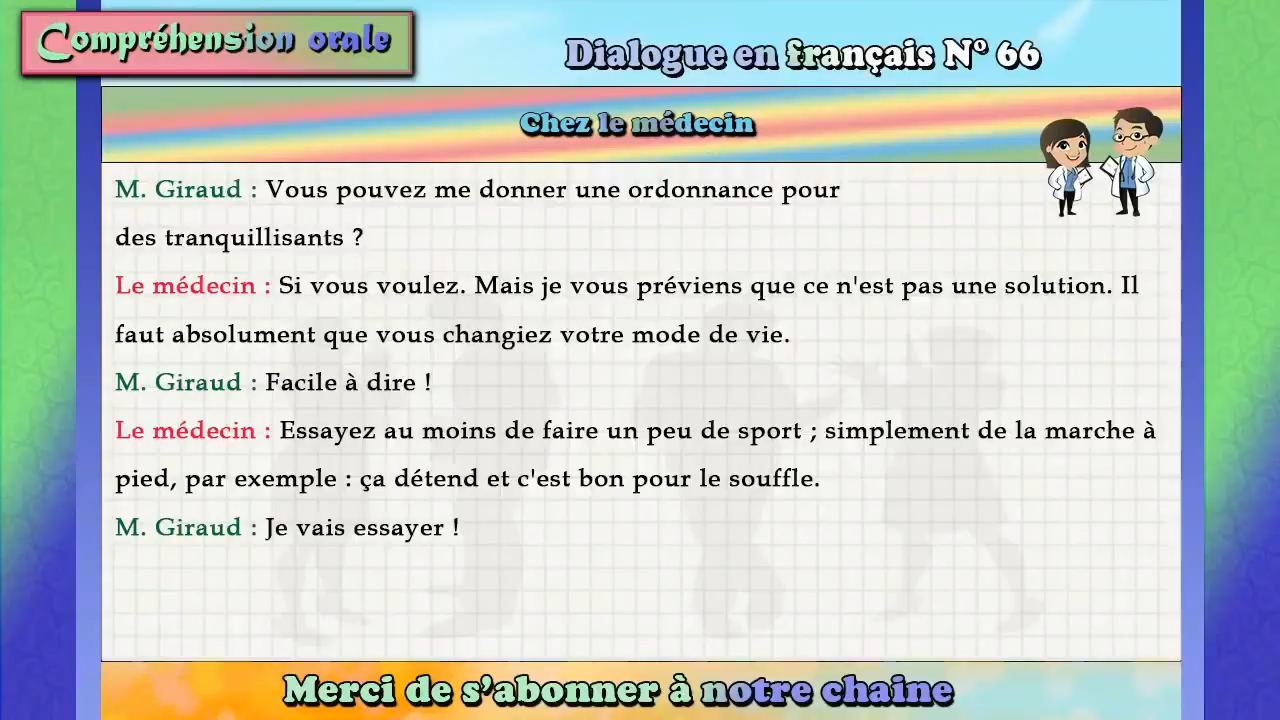 Compréhension orale
Dialogue en français N° 66
Chez le médecin
M. Giraud : Vous pouvez me donner une ordonnance pour
des tranquillisants ?
Le médecin : Si vous voulez. Mais je vous préviens que ce n'est pas une solution. Il
faut absolument que vous changiez votre mode de vie.
M. Giraud : Facile à dire !
Le médecin : Essayez au moins de faire un peu de sport ; simplement de la marche à
pied, par exemple : ça détend et c'est bon pour le souffle.
M. Giraud : Je vais essayer !
Merci de s’abonner à notre chaine